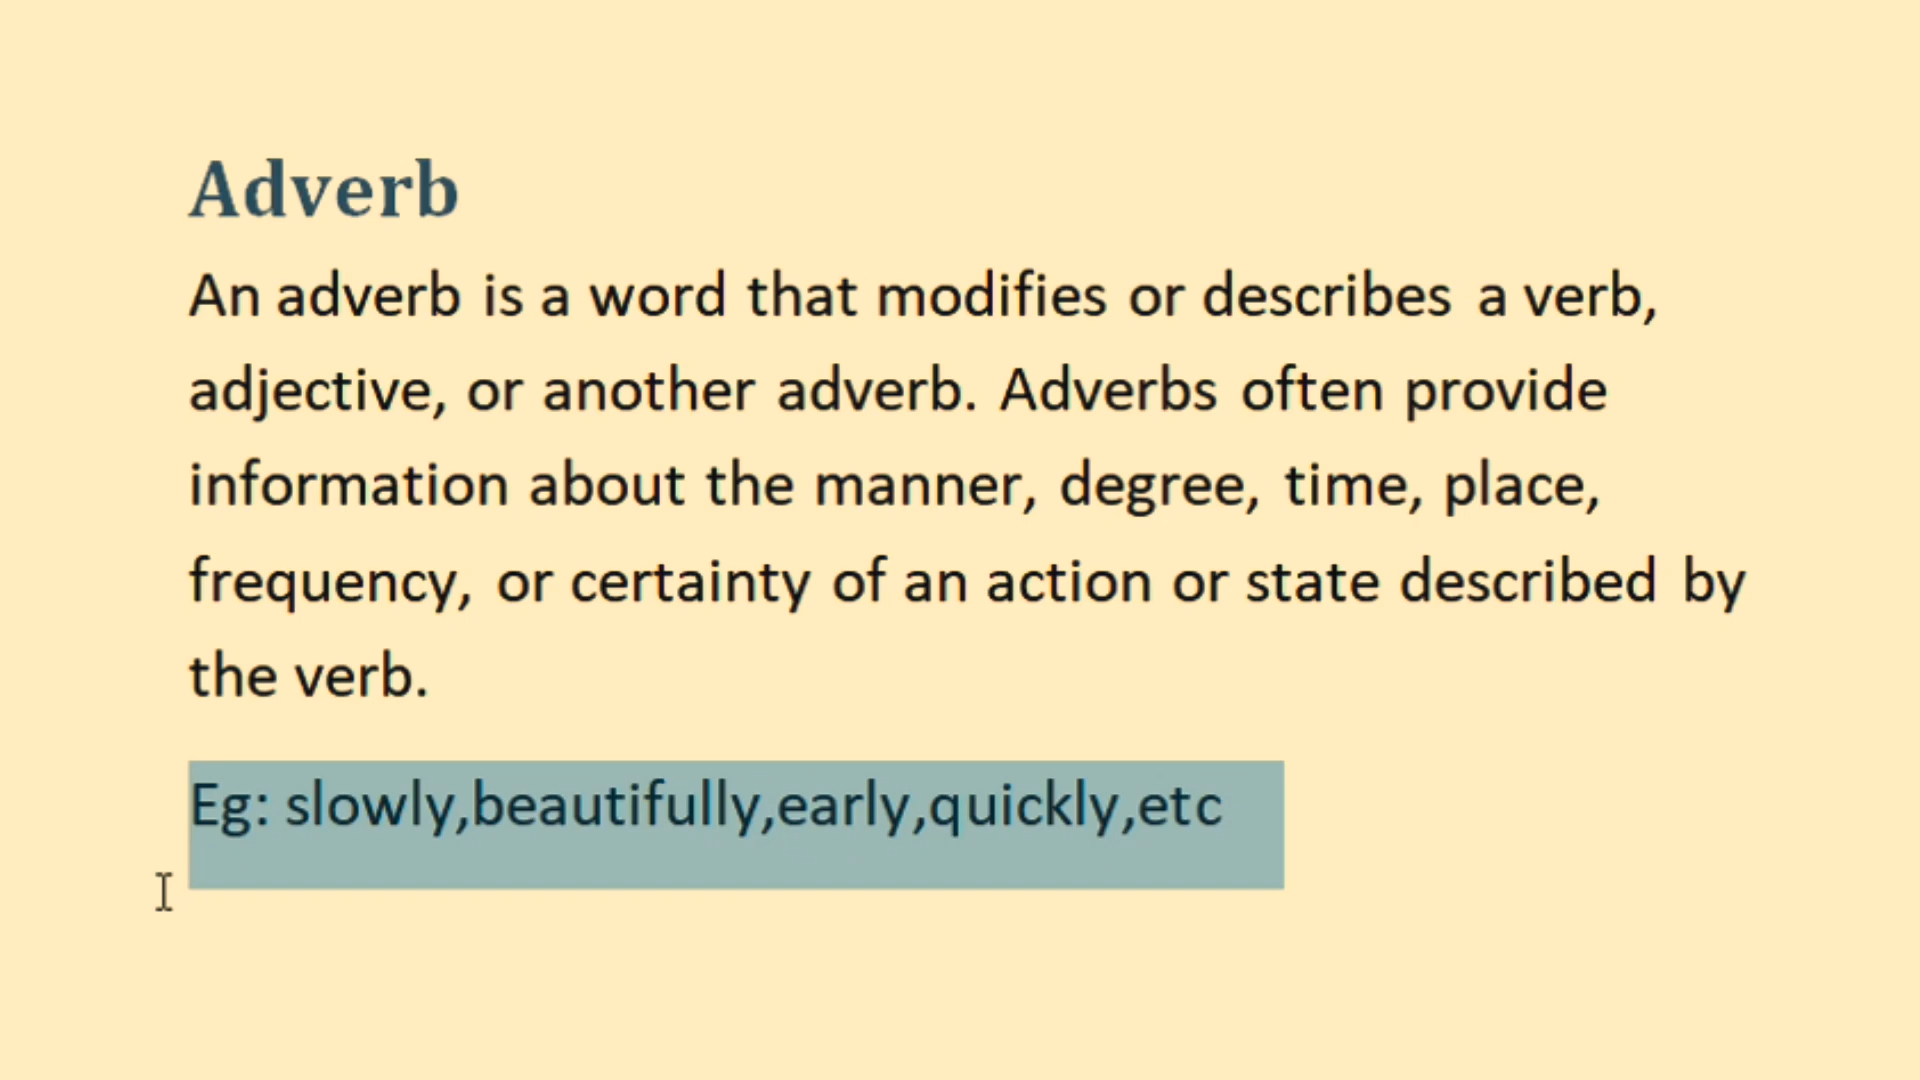 Adverb
An adverb is a word that modifies or describes a verb,
adjective, or another adverb. Adverbs often provide
information about the manner, degree, time, place,
frequency, or certainty of an action or state described by
the verb.
Eg: slowly,beautifully,early,quickly,etc